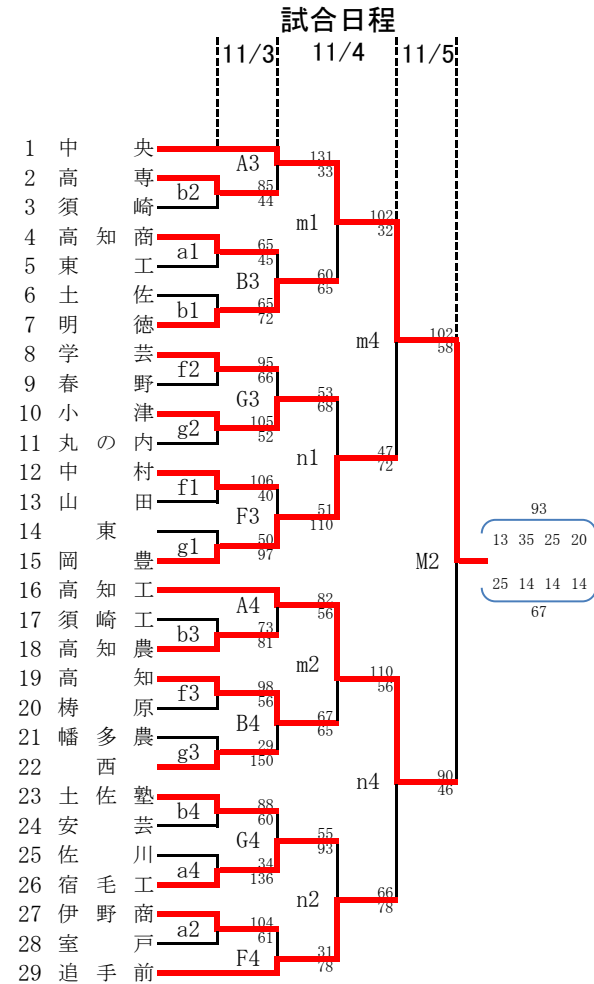 試合日程
11/3 11/4 11/5
1 中央
2 高専
3 須崎
4 高知商
5 東工
6 土佐
7 明徳
8 学芸
9 春野
10 小津
11 丸の内
12 中村
13 山田
14 東
15 岡豊
16 高知工
17 須崎工
18 高知農
19 高知
20 梼原
21 幡多農
22 西
23 土佐塾
24 安芸
25 佐川
26 宿毛工
27 伊野商
28 室戸
29 追手前
b2
a1
b1
f2
g2
f1
g1
b3
f3
g3
b4
a4
a2
A3
B3
G3
F3
A4
B4
G4
F4
85
44
65
45
65
72
95
66
105
52
106
40
50
97
73
81
98
56
29
150
88
60
34
136
104
61
m1
n1
m2
n2
131
33
60
65
53
68
51
110
82
56
67
65
55
93
31
78
m4
n4
102
32
47
72
110
56
66
78
M2
102
58
90
46
93
13 35 25 20
25 14 14 14
67